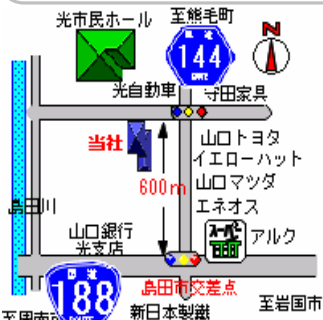 光市民ホール
至熊毛町
国道
144
N
光自動車
守田家具
当社
山口トヨタ
イエローハット
600m
山口マツダ
エネオス
島田川
山口銀行
光支店
スーパー
アルク
国道
188
島田市交差点
新日本製鐵
至岩国市